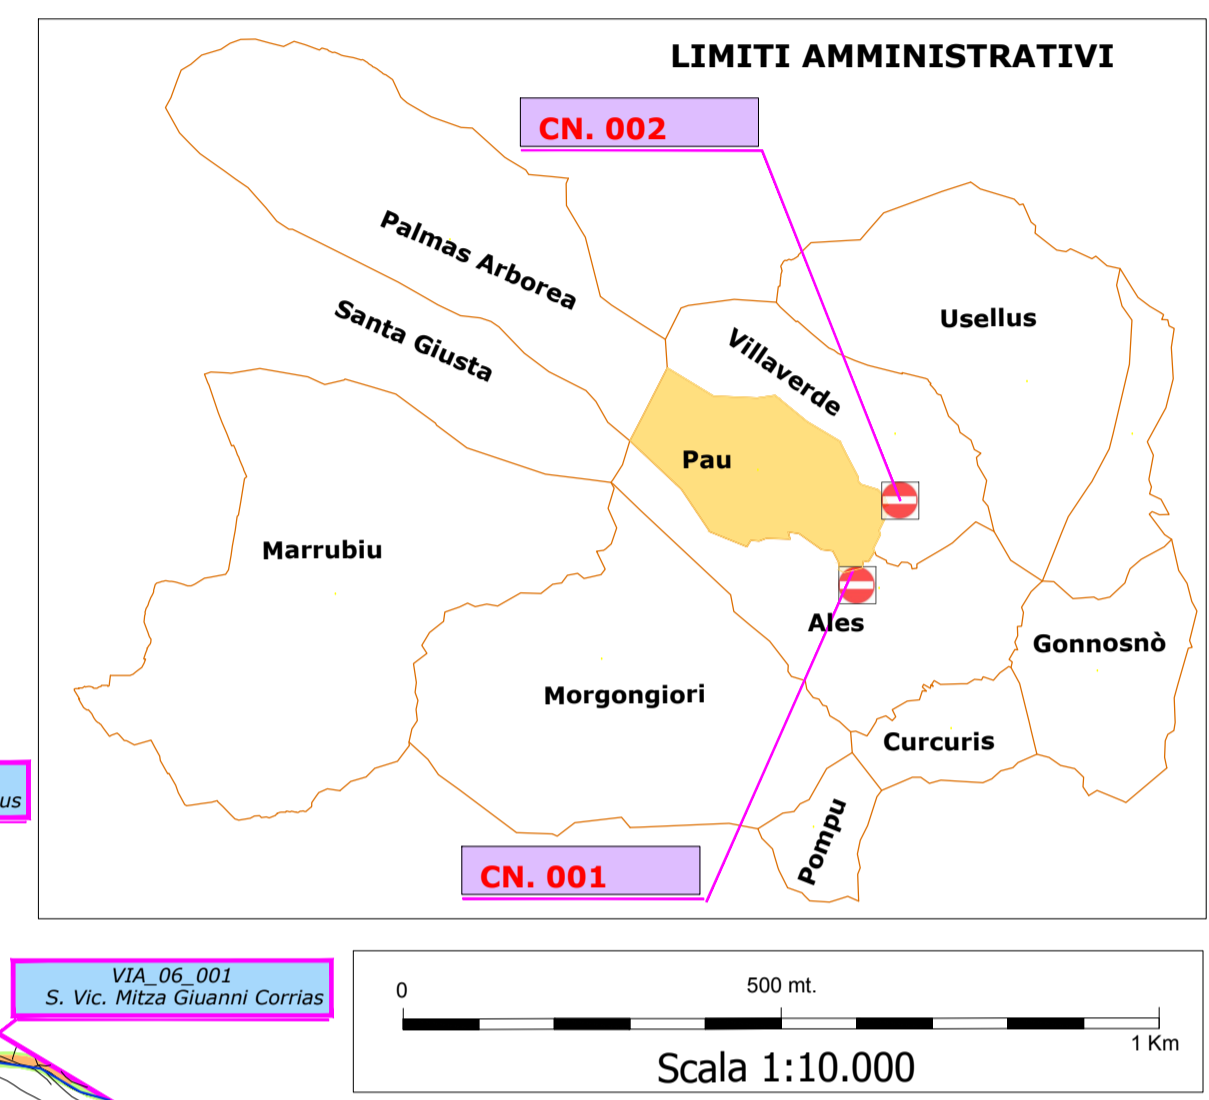 LIMITI AMMINISTRATIVI
CN. 002
Palmas Arborea
Santa Giusta
Usellus
Villaverde
Pau
Marrubiu
Ales
Gonnosnò
Morgongiori
Curcuris
us
Pompu
CN. 001
VIA_06_001
S. Vic. Mitza Giuanni Corrias
0
500 mt.
1 Km
Scala 1:10.000